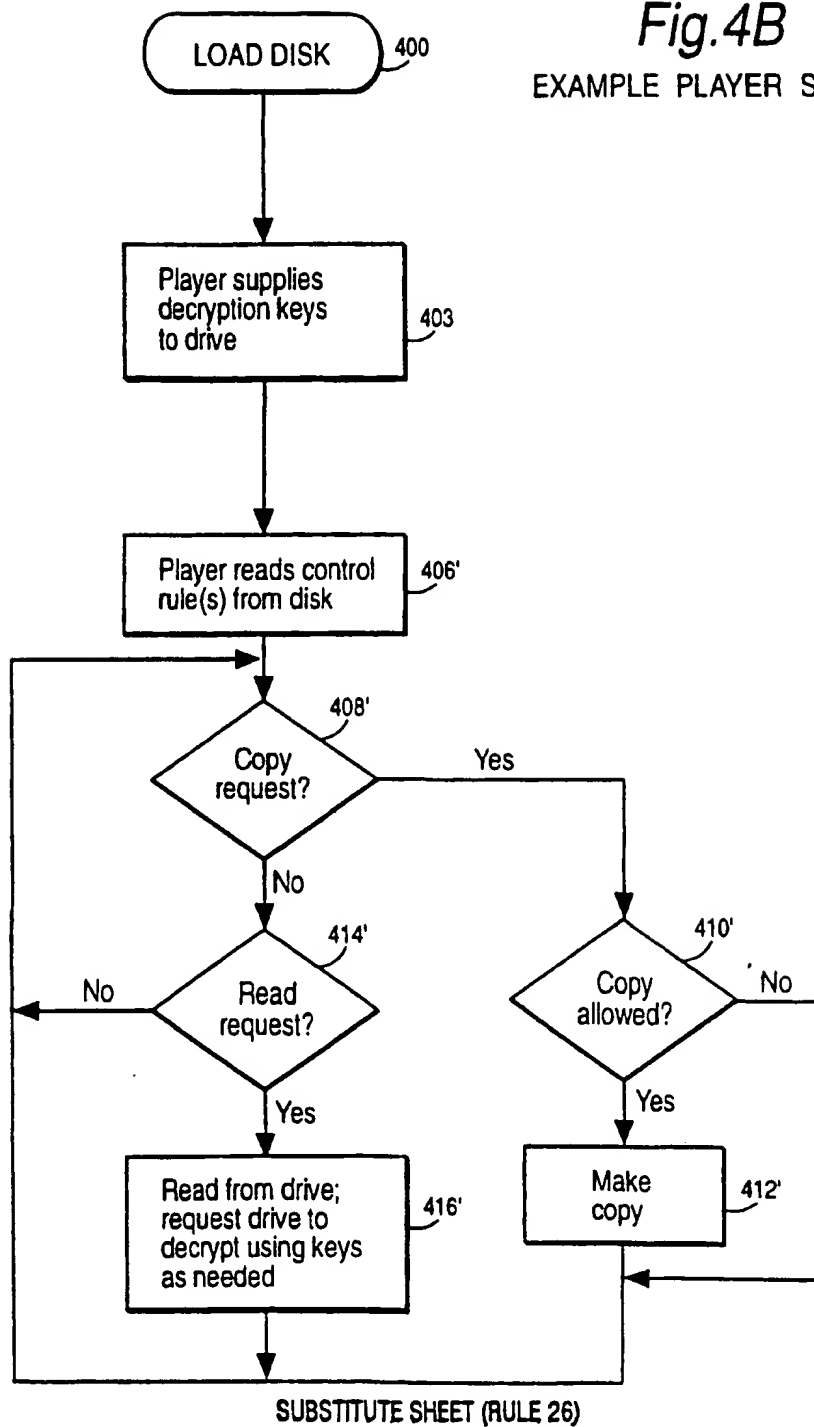 Fig.4B
EXAMPLE PLAYER S
LOAD DISK
400
Player supplies
decryption keys
to drive
403
Player reads control
rule(s) from disk
406'
408'
Copy
request?
Yes
No
414'
Read
request?
No
410'
Copy
allowed?
No
Yes
Yes
Read from drive;
request drive to
decrypt using keys
as needed
416'
Make
copy
412'
SUBSTITUTE SHEET (RULE 26)